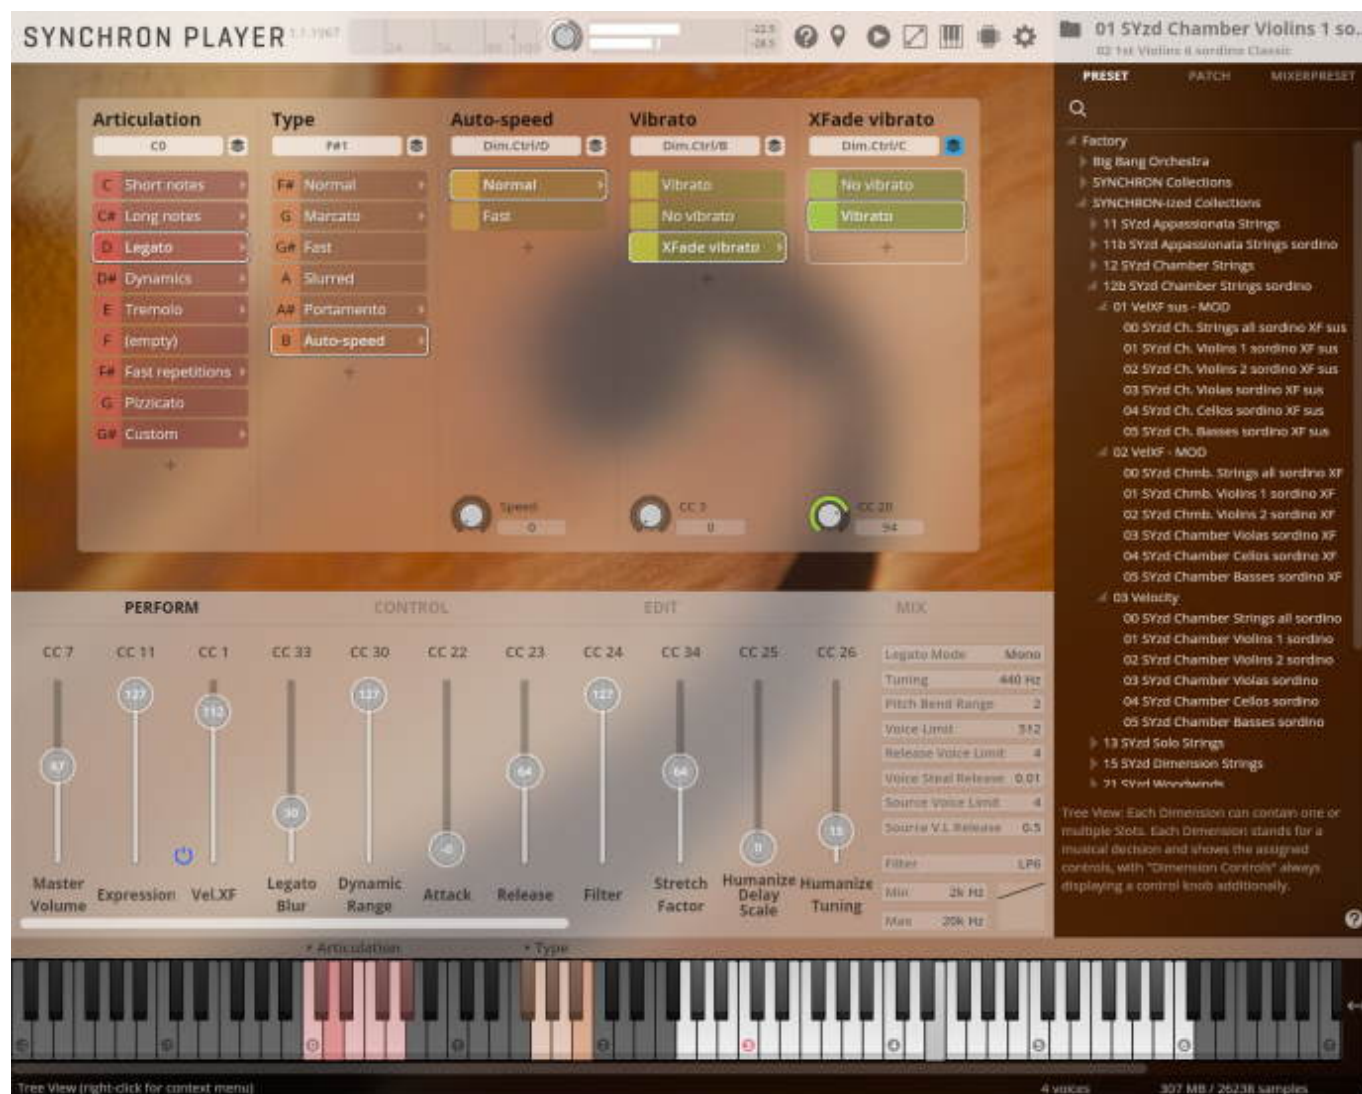 SYNCHRON PLAYER
-22.5
-28.5
01 SYzd Chamber Violins 1 so..
02 1st Violins 6 sordino Classic
PRESET PATCH MIXERPRESET
Articulation Type Auto-speed Vibrato XFade vibrato
C0 F#1 Dim.Ctrl/D Dim.Ctrl/B Dim.Ctrl/C
C Short notes F# Normal Normal Vibrato No vibrato
C# Long notes G Marcato Fast No vibrato Vibrato
D Legato G# Fast + XFade vibrato +
D# Dynamics A Slurred +
E Tremolo A# Portamento
F (empty) B Auto-speed
F# Fast repetitions +
G Pizzicato
G# Custom
+
Speed CC 3 CC 20
0 0 94
Factory
Big Bang Orchestra
SYNCHRON Collections
SYNCHRON-ized Collections
11 SYzd Appassionata Strings
11b SYzd Appassionata Strings sordino
12 SYzd Chamber Strings
12b SYzd Chamber Strings sordino
01 VelXF sus - MOD
00 SYzd Ch. Strings all sordino XF sus
01 SYzd Ch. Violins 1 sordino XF sus
02 SYzd Ch. Violins 2 sordino XF sus
03 SYzd Ch. Violas sordino XF sus
04 SYzd Ch. Cellos sordino XF sus
05 SYzd Ch. Basses sordino XF sus
02 VelXF - MOD
00 SYzd Chmb. Strings all sordino XF
01 SYzd Chmb. Violins 1 sordino XF
02 SYzd Chmb. Violins 2 sordino XF
03 SYzd Chamber Violas sordino XF
04 SYzd Chamber Cellos sordino XF
05 SYzd Chamber Basses sordino XF
03 Velocity
00 SYzd Chamber Strings all sordino
01 SYzd Chamber Violins 1 sordino
02 SYzd Chamber Violins 2 sordino
03 SYzd Chamber Violas sordino
04 SYzd Chamber Cellos sordino
05 SYzd Chamber Basses sordino
13 SYzd Solo Strings
15 SYzd Dimension Strings
21 SYzd Woodwinds
Tree View: Each Dimension can contain one or
multiple Slots. Each Dimension stands for a
musical decision and shows the assigned
controls, with "Dimension Controls" always
displaying a control knob additionally.
PERFORM CONTROL EDIT MIX
CC 7 CC 11 CC 1 CC 33 CC 30 CC 22 CC 23 CC 24 CC 34 CC 25 CC 26
67 127 112 30 127 -0 64 127 64 0 15
Master Volume Expression Vel.XF Legato Blur Dynamic Range Attack Release Filter Stretch Factor Humanize Delay Scale Humanize Tuning
Legato Mode Mono
Tuning 440 Hz
Pitch Bend Range 2
Voice Limit 512
Release Voice Limit 4
Voice Steal Release 0.01
Source Voice Limit 4
Source V.L Release 0.5
Filter LP6
Min 2k Hz
Max 20k Hz
Articulation Type
Tree View (right-click for context menu) 4 voices 307 MB / 26238 samples